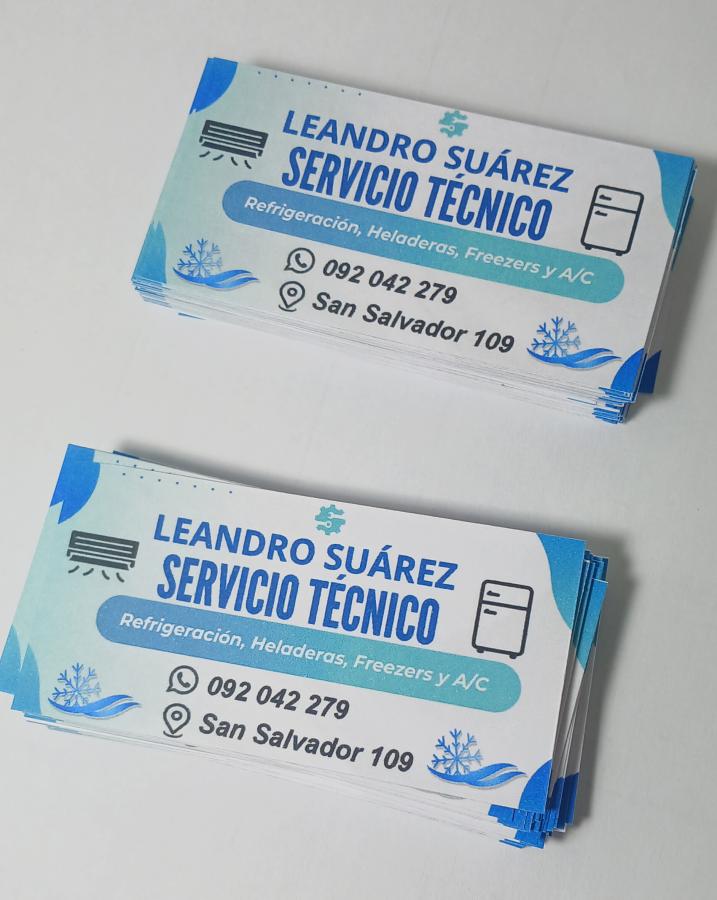 LEANDRO SUÁREZ
SERVICIO TÉCNICO
Refrigeración, Heladeras, Freezers y A/C
092 042 279
San Salvador 109
LEANDRO SUÁREZ
SERVICIO TÉCNICO
Refrigeración, Heladeras, Freezers y A/C
092 042 279
San Salvador 109